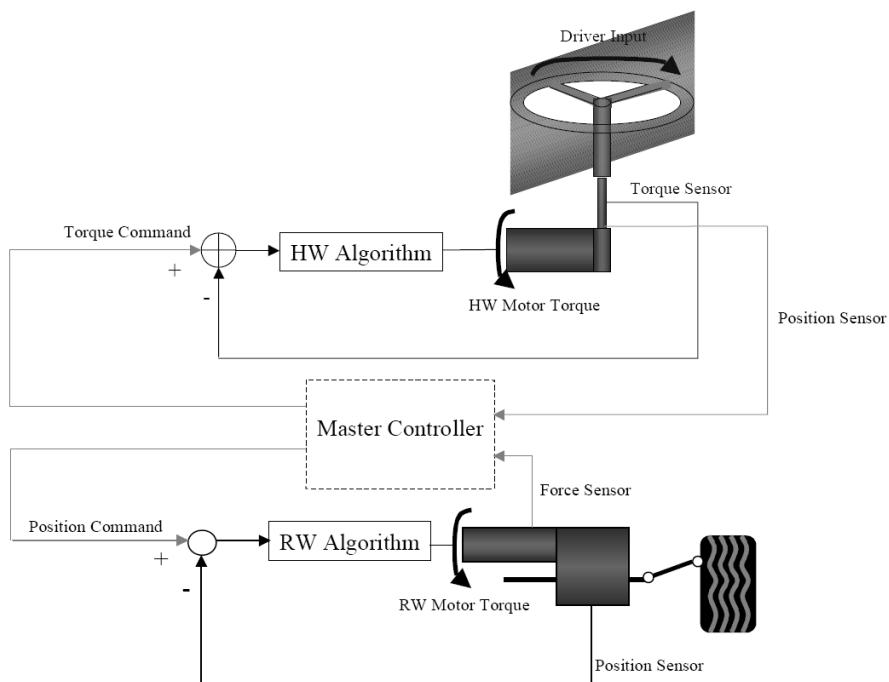 Driver Input
Torque Sensor
Torque Command
+
HW Algorithm
-
HW Motor Torque
Position Sensor
Master Controller
Force Sensor
Position Command
+
RW Algorithm
-
RW Motor Torque
Position Sensor